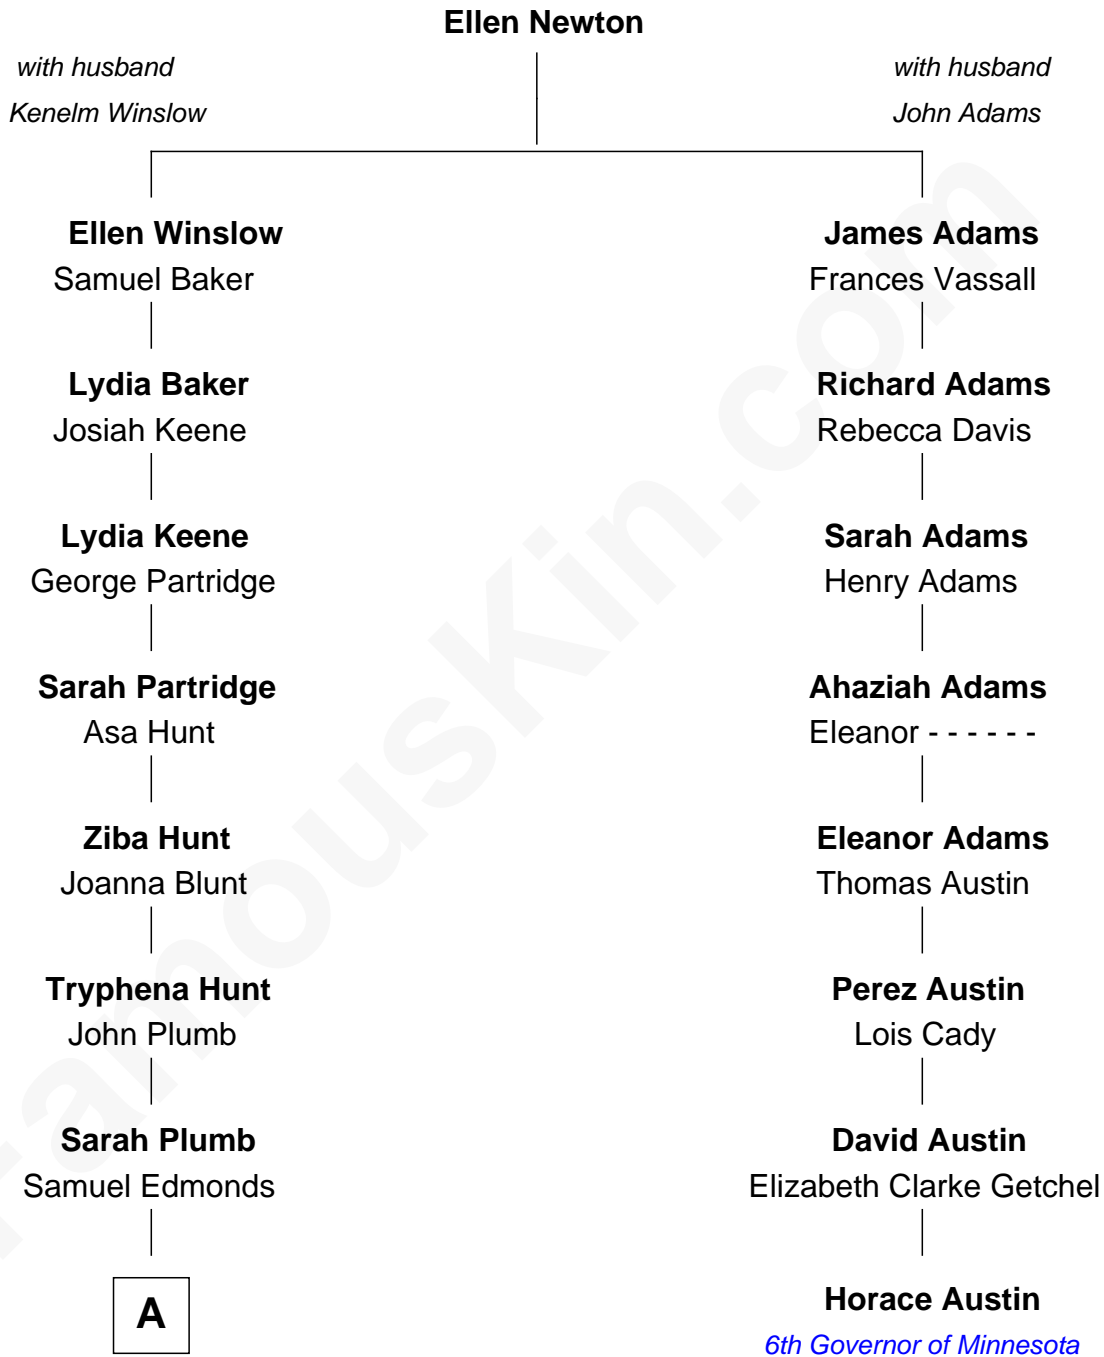 Ellen Newton
with husband
Kenelm Winslow
with husband
John Adams
Ellen Winslow
Samuel Baker
James Adams
Frances Vassall
Lydia Baker
Josiah Keene
Richard Adams
Rebecca Davis
Lydia Keene
George Partridge
Sarah Adams
Henry Adams
Sarah Partridge
Asa Hunt
Ahaziah Adams
Eleanor - - - - - -
Ziba Hunt
Joanna Blunt
Eleanor Adams
Thomas Austin
Tryphena Hunt
John Plumb
Perez Austin
Lois Cady
Sarah Plumb
Samuel Edmonds
David Austin
Elizabeth Clarke Getchel
A
Horace Austin
6th Governor of Minnesota
FamousKin.com